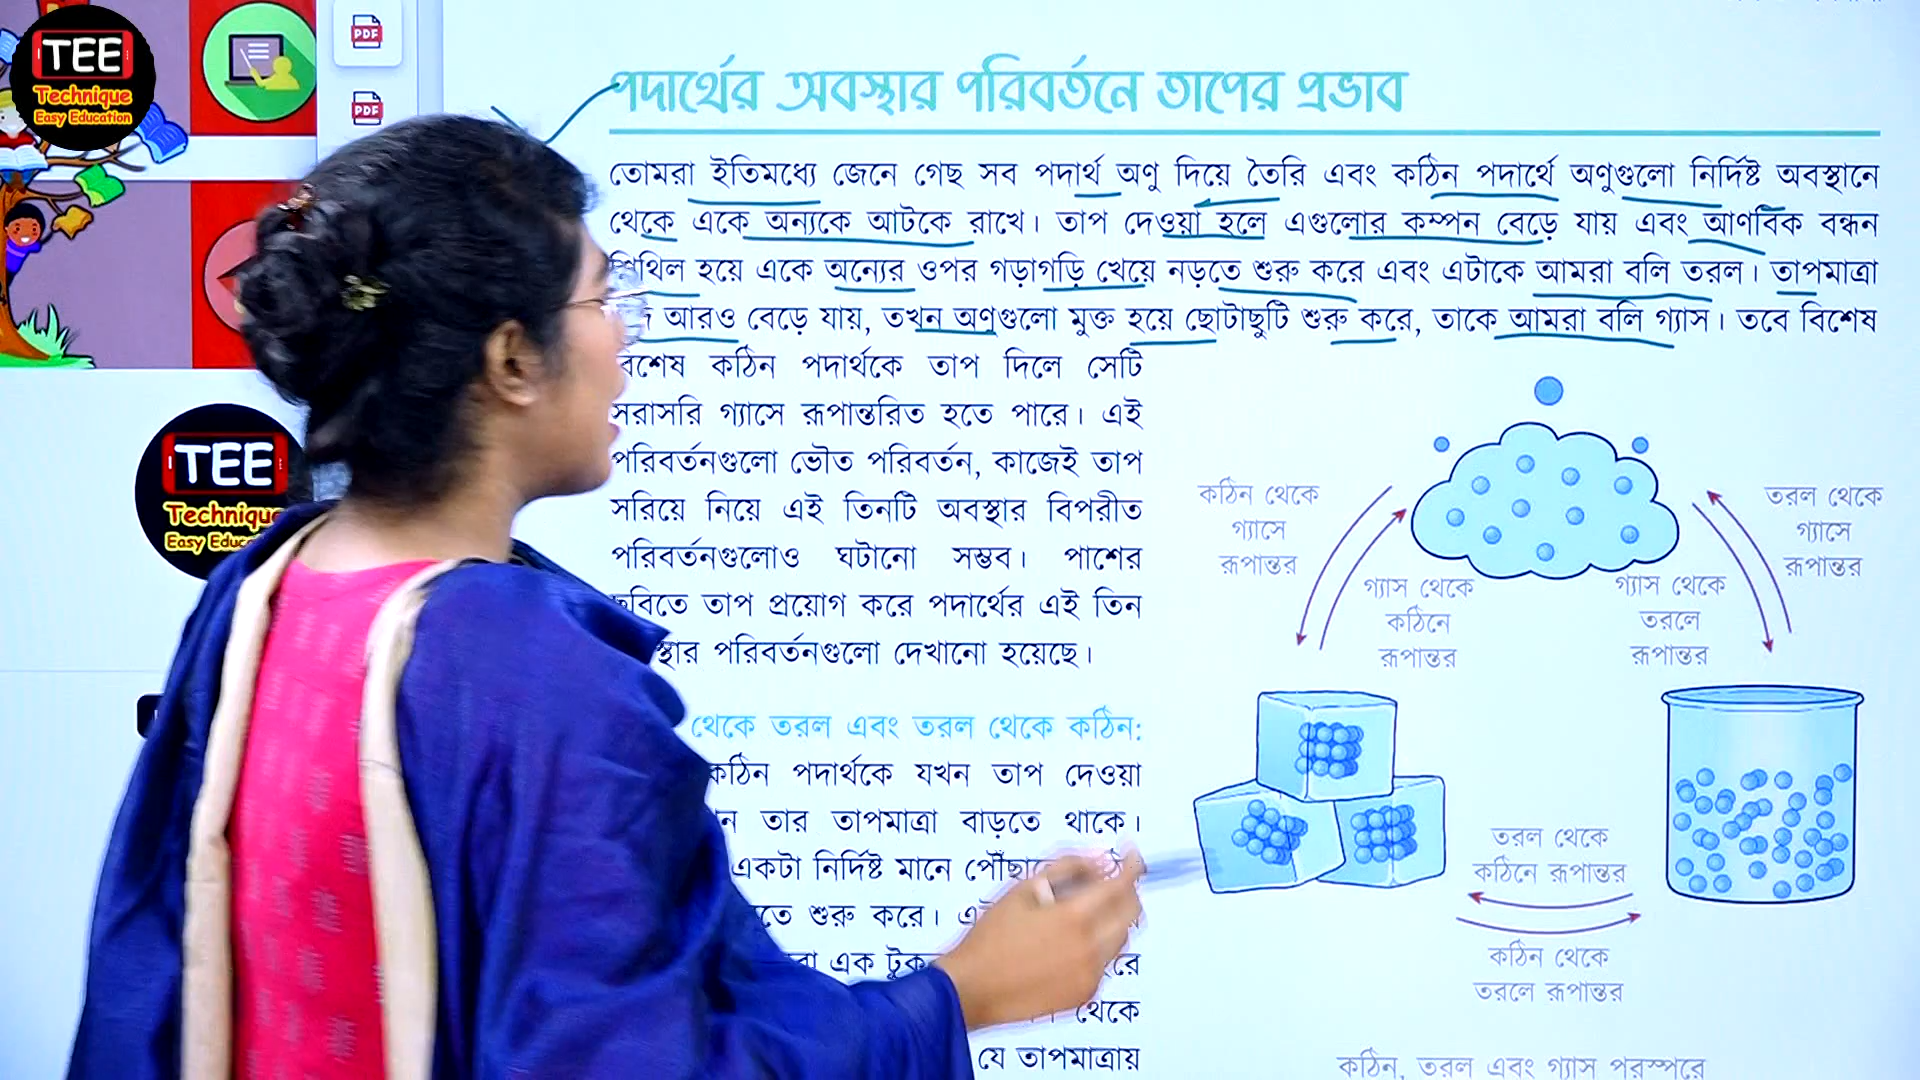 TEE
Technique
Easy Education
PDF
PDF
পদার্থের অবস্থার পরিবর্তনে তাপের প্রভাব
তোমরা ইতিমধ্যে জেনে গেছ সব পদার্থ অণু দিয়ে তৈরি এবং কঠিন পদার্থে অণুগুলো নির্দিষ্ট অবস্থানে
থেকে একে অন্যকে আটকে রাখে। তাপ দেওয়া হলে এগুলোর কম্পন বেড়ে যায় এবং আণবিক বন্ধন
শিথিল হয়ে একে অন্যের ওপর গড়াগড়ি খেয়ে নড়তে শুরু করে এবং এটাকে আমরা বলি তরল। তাপমাত্রা
আরও বেড়ে যায়, তখন অণুগুলো মুক্ত হয়ে ছোটাছুটি শুরু করে, তাকে আমরা বলি গ্যাস। তবে বিশেষ
বিশেষ কঠিন পদার্থকে তাপ দিলে সেটি
সরাসরি গ্যাসে রূপান্তরিত হতে পারে। এই
পরিবর্তনগুলো ভৌত পরিবর্তন, কাজেই তাপ
সরিয়ে নিয়ে এই তিনটি অবস্থার বিপরীত
পরিবর্তনগুলোও ঘটানো সম্ভব। পাশের
ছবিতে তাপ প্রয়োগ করে পদার্থের এই তিন
পরিবর্তনগুলো দেখানো হয়েছে।
থেকে তরল এবং তরল থেকে কঠিন:
কঠিন পদার্থকে যখন তাপ দেওয়া
তার তাপমাত্রা বাড়তে থাকে।
একটা নির্দিষ্ট মানে
শুরু করে।
এক
থেকে
যে তাপমাত্রায়
কঠিন থেকে
গ্যাসে
রূপান্তর
গ্যাস থেকে
কঠিনে
রূপান্তর
গ্যাস থেকে
তরলে
রূপান্তর
তরল থেকে
গ্যাসে
রূপান্তর
তরল থেকে
কঠিনে রূপান্তর
কঠিন থেকে
তরলে রূপান্তর
কঠিন, তরল এবং গ্যাস পরস্পরে
TEE
Technique